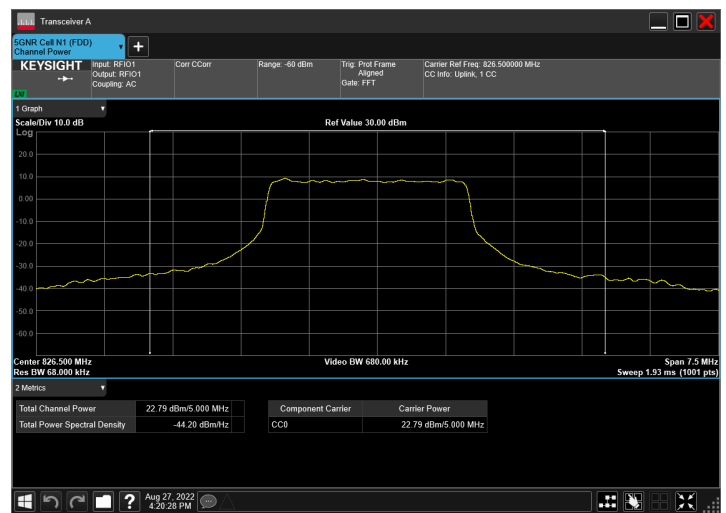 Transceiver A
5GNR Cell N1 (FDD)
Channel Power
KEYSIGHT
LXI
Input: RFIO1
Output: RFIO1
Coupling: AC
Corr CCorr
Range: -60 dBm
Trig: Prot Frame
Aligned
Gate: FFT
Carrier Ref Freq: 826.500000 MHz
CC Info: Uplink, 1 CC
1 Graph
Scale/Div 10.0 dB
Ref Value 30.00 dBm
Log
20.0
10.0
0.00
-10.0
-20.0
-30.0
-40.0
-50.0
-60.0
Center 826.500 MHz
Video BW 680.00 kHz
Span 7.5 MHz
Res BW 68.000 kHz
Sweep 1.93 ms (1001 pts)
2 Metrics
Total Channel Power 22.79 dBm/5.000 MHz
Total Power Spectral Density -44.20 dBm/Hz
Component Carrier Carrier Power
CC0 22.79 dBm/5.000 MHz
?
Aug 27, 2022
4:20:28 PM